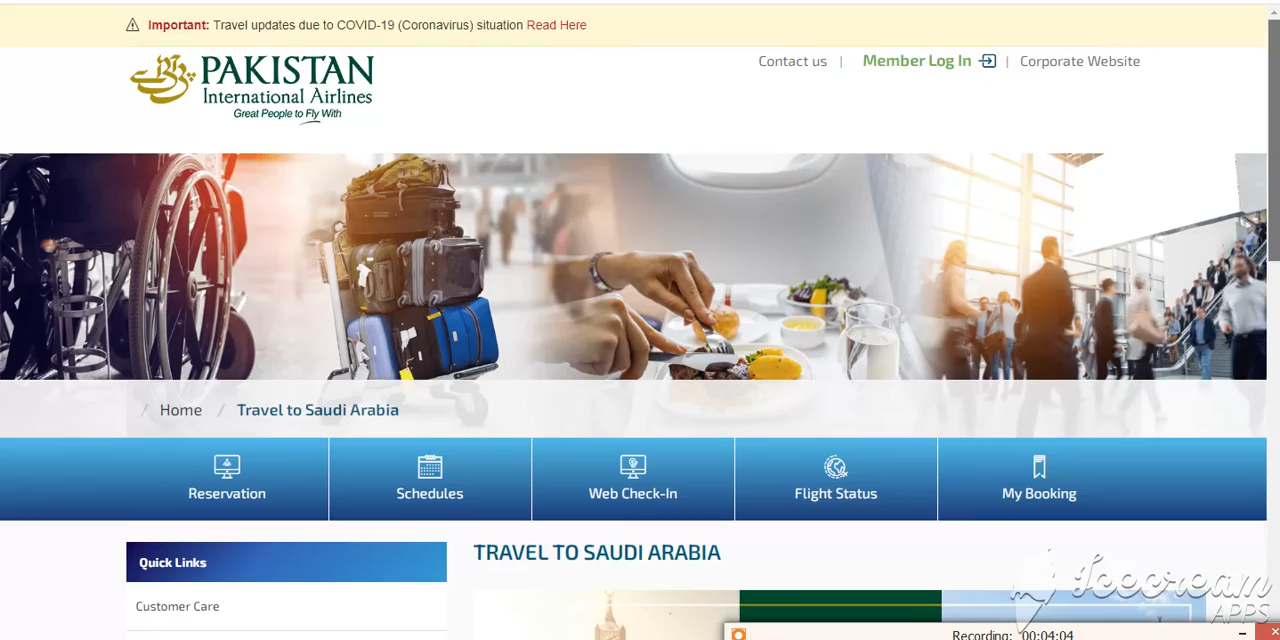 Important: Travel updates due to COVID-19 (Coronavirus) situation Read Here
PAKISTAN
International Airlines
Great People to Fly With
Contact us | Member Log In | Corporate Website
/ Home / Travel to Saudi Arabia
Reservation
Schedules
Web Check-In
Flight Status
My Booking
Quick Links
Customer Care
TRAVEL TO SAUDI ARABIA
Icecream
APPS
Recording: 00:04:04